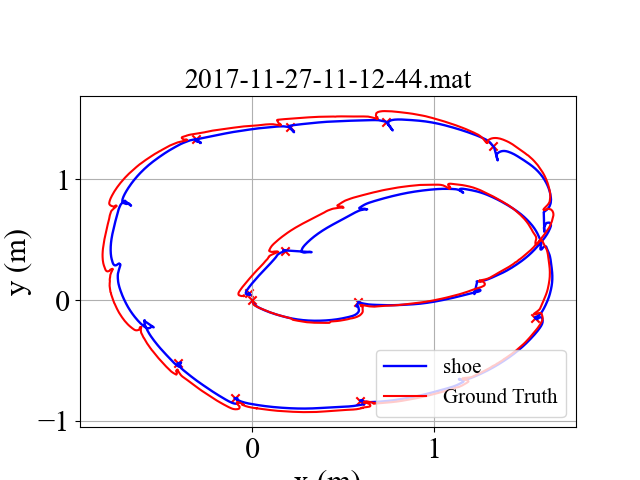 2017-11-27-11-12-44.mat
y (m)
1
0
−1
0
1
x (m)
shoe
Ground Truth